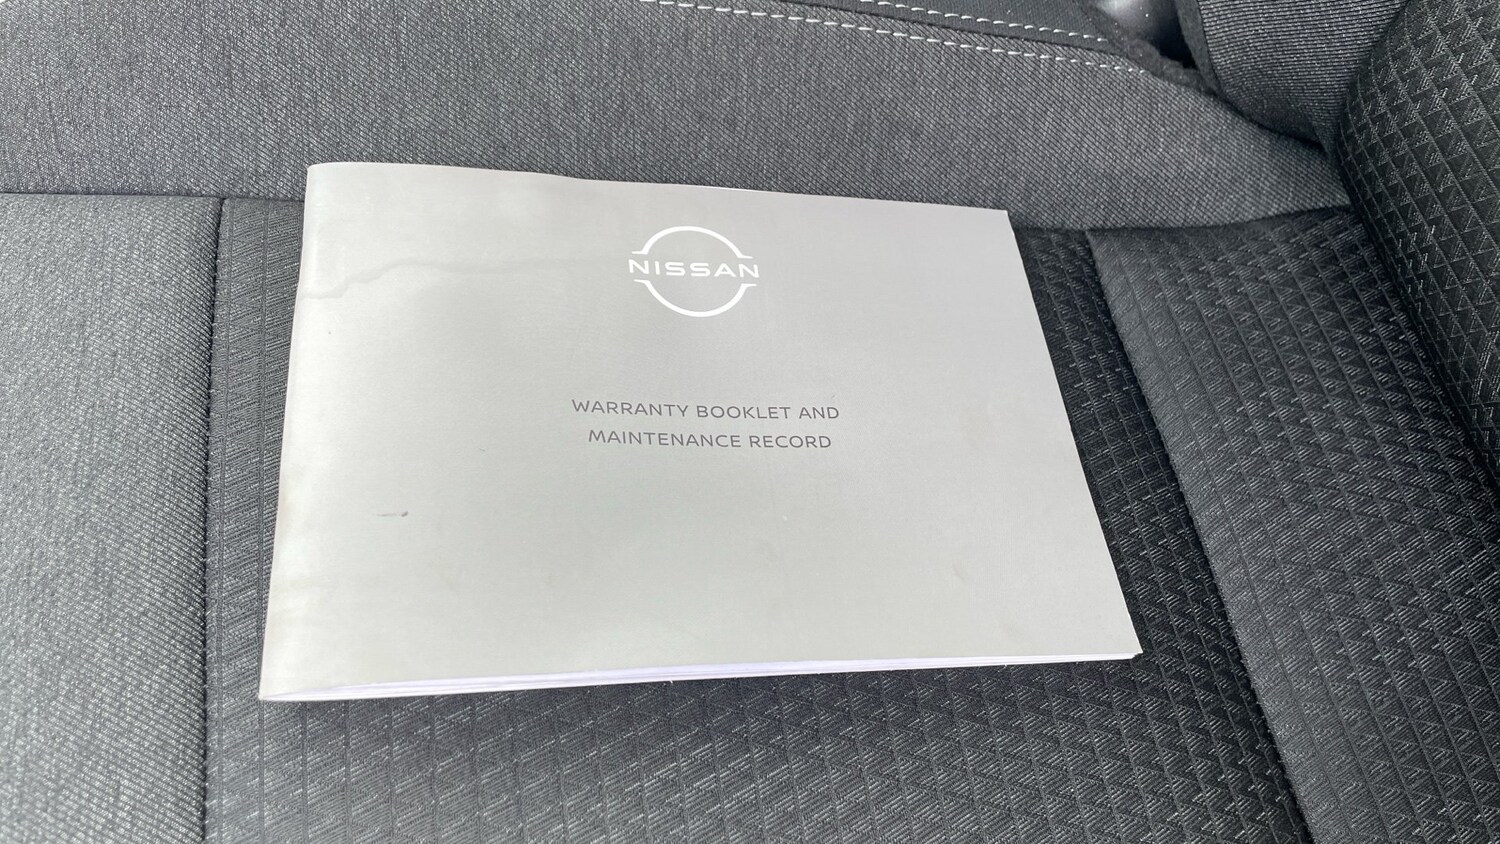 NISSAN
WARRANTY BOOKLET AND
MAINTENANCE RECORD